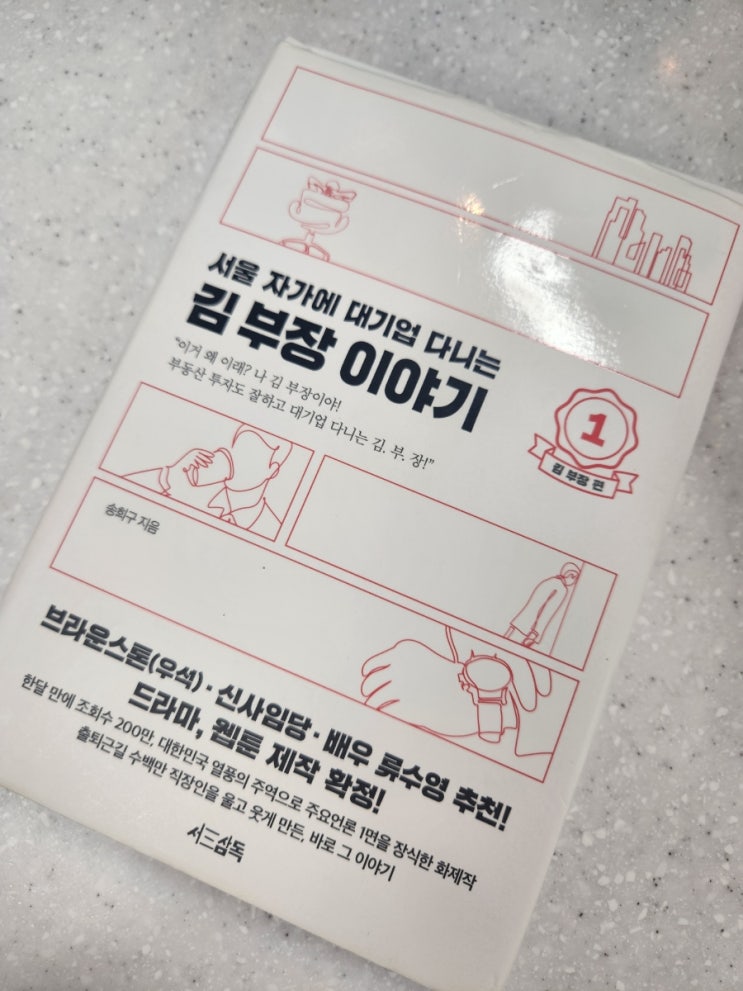 서울 자가에 대기업 다니는
김 부장 이야기
"이거 왜 이래? 나 김 부장이야!
부동산 투자도 잘하고 대기업 다니는 김. 부. 장!"
1
김 부장 편
송희구 지음
브라운스톤(우석)·신사임당·배우 류수영 추천!
드라마, 웹툰 제작 확정!
한달 만에 조회수 200만, 대한민국 열풍의 주역으로 주요언론 1면을 장식한 화제작
출퇴근길 수백만 직장인을 울고 웃게 만든, 바로 그 이야기
서삼독